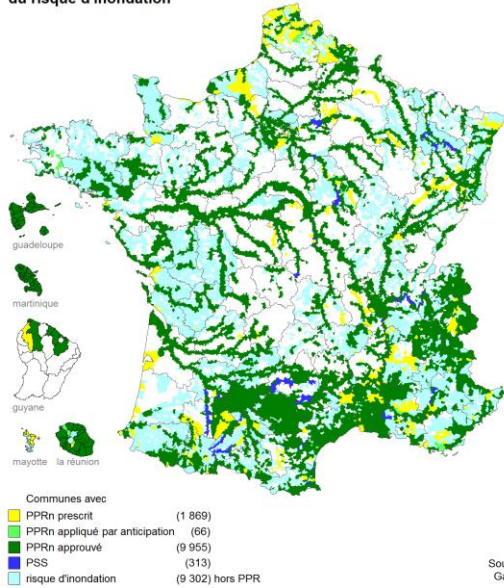 du risque d'inondation
guadeloupe
martinique
guyane
mayotte la réunion
Communes avec
PPRn prescrit (1 869)
PPRn appliqué par anticipation (66)
PPRn approuvé (9 955)
PSS (313)
risque d'inondation (9 302) hors PPR